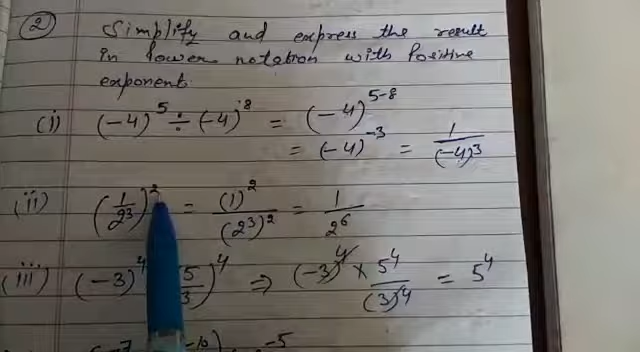 (2) Simplify and express the result
in power notation with Positive
exponent.
(i) (-4)^5 ÷ (-4)^8 = (-4)^{5-8}
= (-4)^{-3} = 1/(-4)^3
(ii) (1/2^3)^2 = (1)^2/(2^3)^2 = 1/2^6
(iii) (-3)^4 (5/3)^4 ⇒ (-3)^4 × 5^4/(3)^4 = 5^4